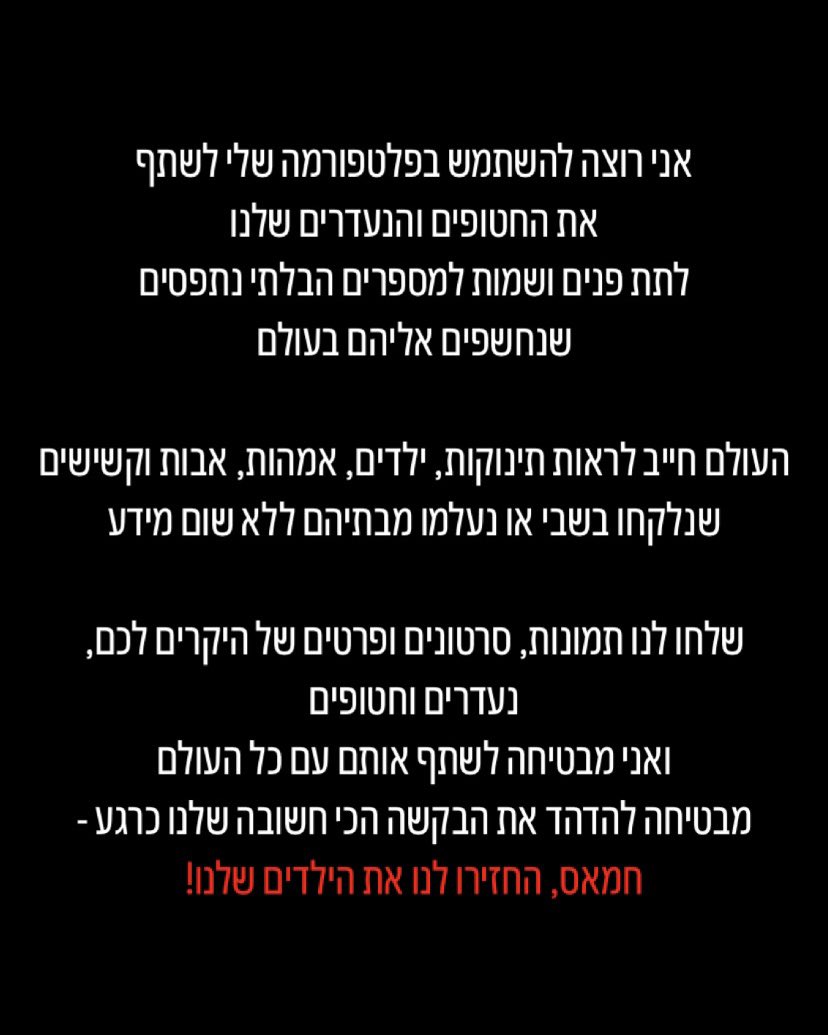 אני רוצה להשתמש בפלטפורמה שלי לשתף
את החטופים והנעדרים שלנו
לתת פנים ושמות למספרים הבלתי נתפסים
שנחשפים אליהם בעולם
העולם חייב לראות תינוקות, ילדים, אמהות, אבות וקשישים
שנלקחו בשבי או נעלמו מבתיהם ללא שום מידע
שלחו לנו תמונות, סרטונים ופרטים של היקרים לכם,
נעדרים וחטופים
ואני מבטיחה לשתף אותם עם כל העולם
מבטיחה להדהד את הבקשה הכי חשובה שלנו כרגע -
חמאס, החזירו לנו את הילדים שלנו!